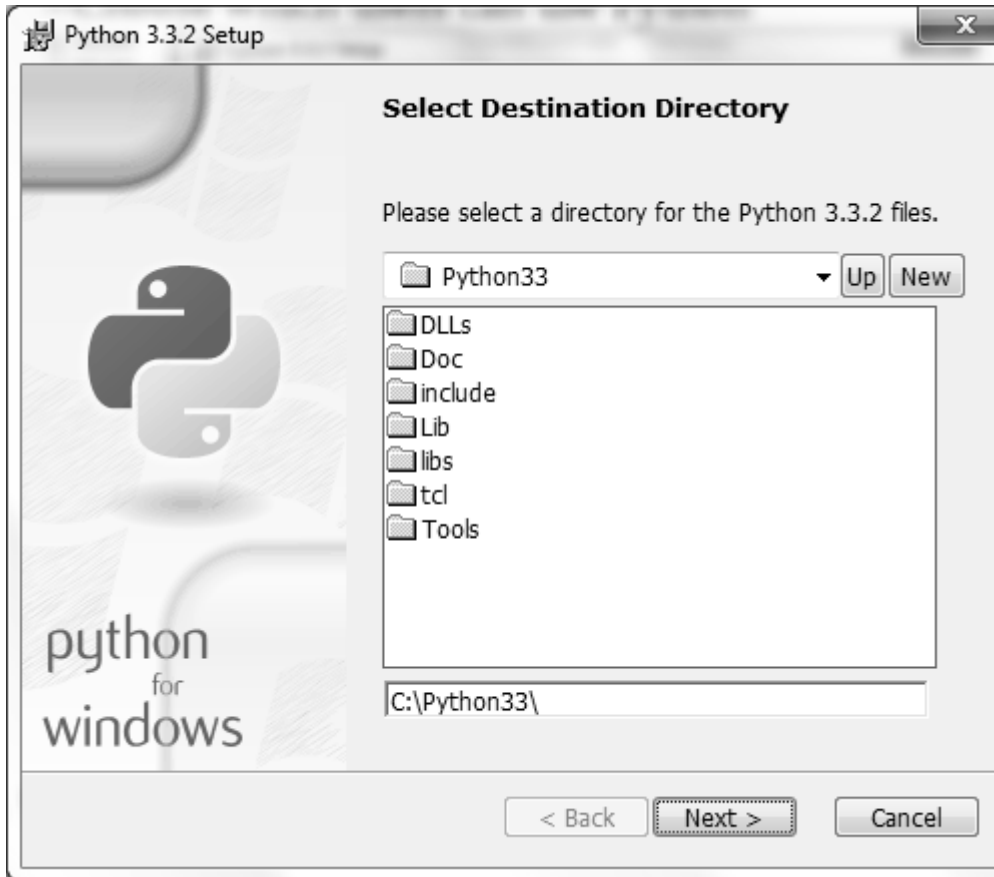 Python 3.3.2 Setup
X
Select Destination Directory
Please select a directory for the Python 3.3.2 files.
Python33
Up
New
DLLs
Doc
include
Lib
libs
tcl
Tools
C:\Python33\
python
for
windows
< Back
Next >
Cancel